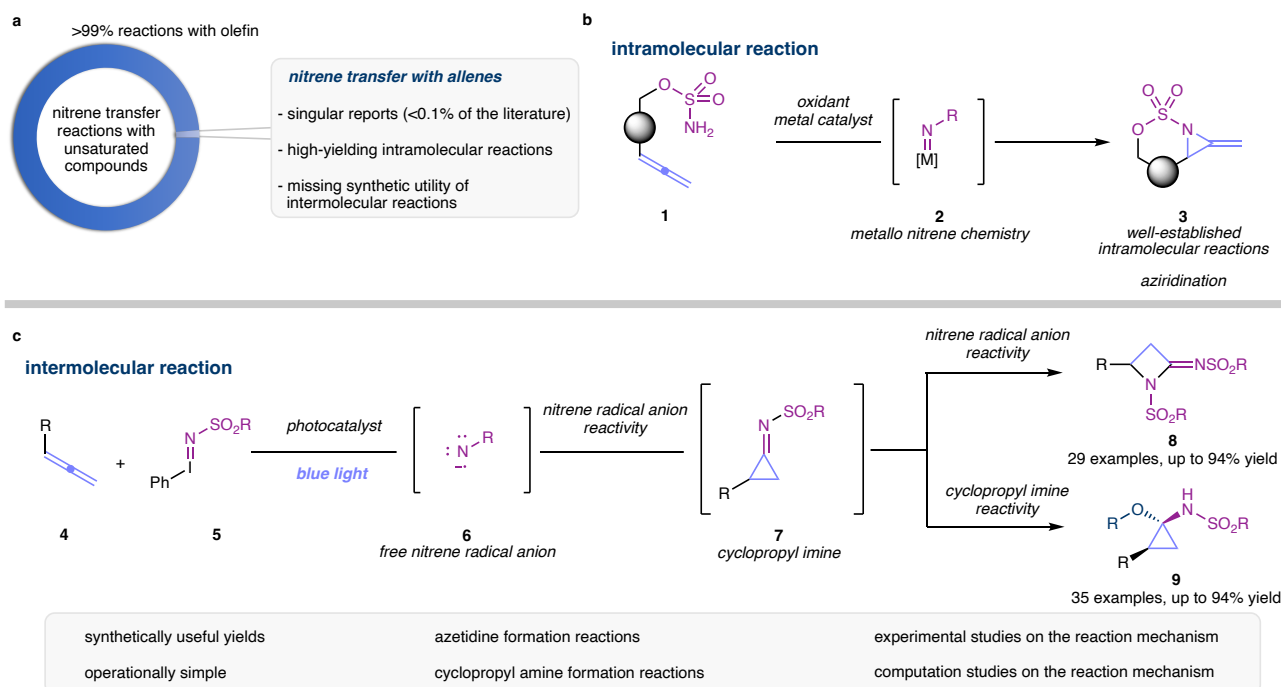 a
>99% reactions with olefin
nitrene transfer
reactions with
unsaturated
compounds
nitrene transfer with allenes
- singular reports (<0.1% of the literature)
- high-yielding intramolecular reactions
- missing synthetic utility of
intermolecular reactions
b
intramolecular reaction
O
O
S
O
NH2
1
oxidant
metal catalyst
R
N
[M]
2
metallo nitrene chemistry
O
O
S
O
N
3
well-established
intramolecular reactions
aziridination
c
intermolecular reaction
R
4
+
SO2R
N
I
Ph
5
photocatalyst
blue light
R
N
6
free nitrene radical anion
nitrene radical anion
reactivity
SO2R
N
R
7
cyclopropyl imine
nitrene radical anion
reactivity
R
NSO2R
N
SO2R
8
29 examples, up to 94% yield
cyclopropyl imine
reactivity
H
O
N
R
SO2R
R
9
35 examples, up to 94% yield
synthetically useful yields
azetidine formation reactions
experimental studies on the reaction mechanism
operationally simple
cyclopropyl amine formation reactions
computation studies on the reaction mechanism